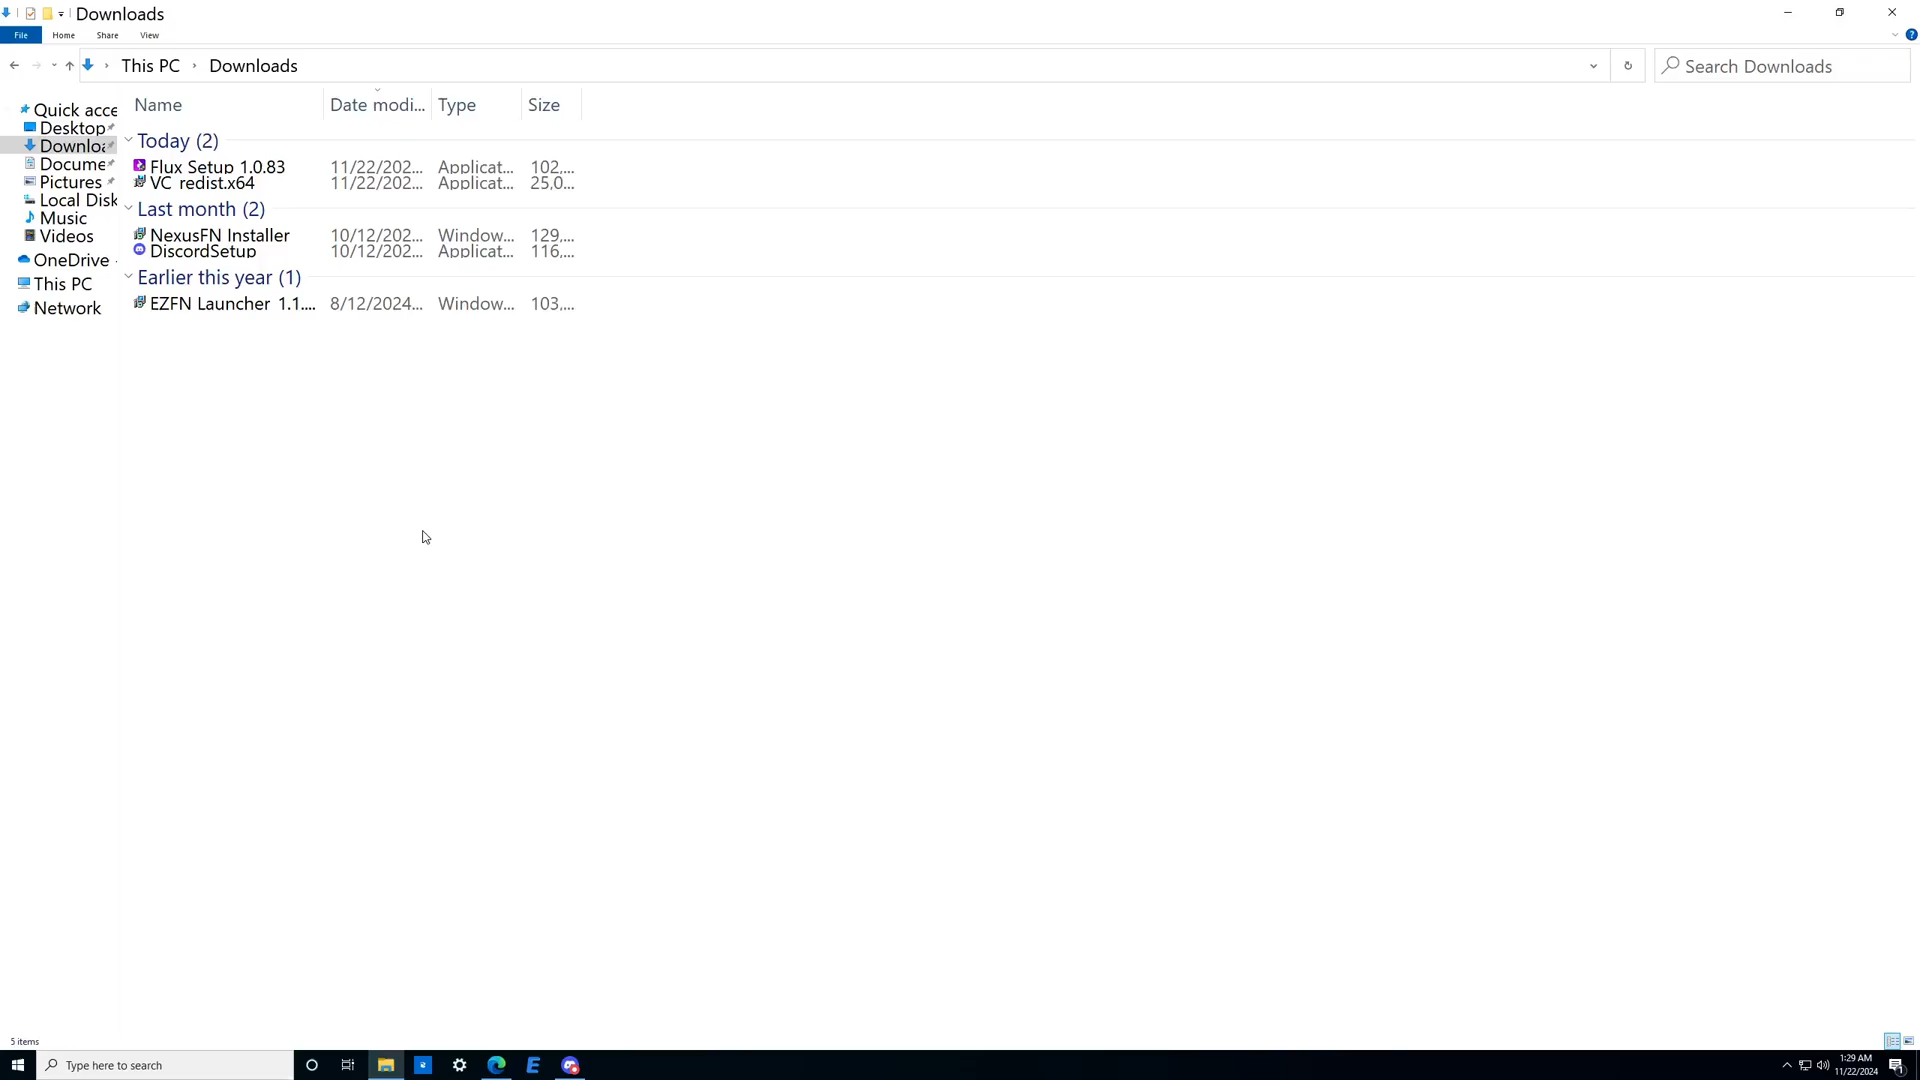 Downloads
File Home Share View
This PC Downloads
Search Downloads
Name Date modi... Type Size
Quick acce
Desktop
Downloa
Docume
Pictures
Local Disk
Music
Videos
OneDrive
This PC
Network
Today (2)
Flux Setup 1.0.83 11/22/202... Applicat... 102,...
VC_redist.x64 11/22/202... Applicat... 25,0...
Last month (2)
NexusFN Installer 10/12/202... Window... 129,...
DiscordSetup 10/12/202... Applicat... 116,...
Earlier this year (1)
EZFN Launcher_1.1.... 8/12/2024... Window... 103,...
5 items
Type here to search
E
1:29 AM
11/22/2024
1